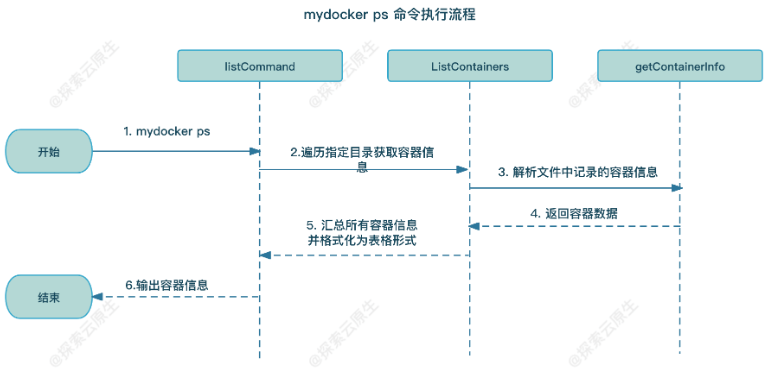 mydocker ps 命令执行流程
listCommand
ListContainers
getContainerInfo
@探索云原生
@探索云原生
@探索云原生
1. mydocker ps
开始
2.遍历指定目录获取容器信
息
3. 解析文件中记录的容器信息
4. 返回容器数据
5. 汇总所有容器信息
并格式化为表格形式
6.输出容器信息
结束
@探索云原生
@探索云原生
@探索云原生